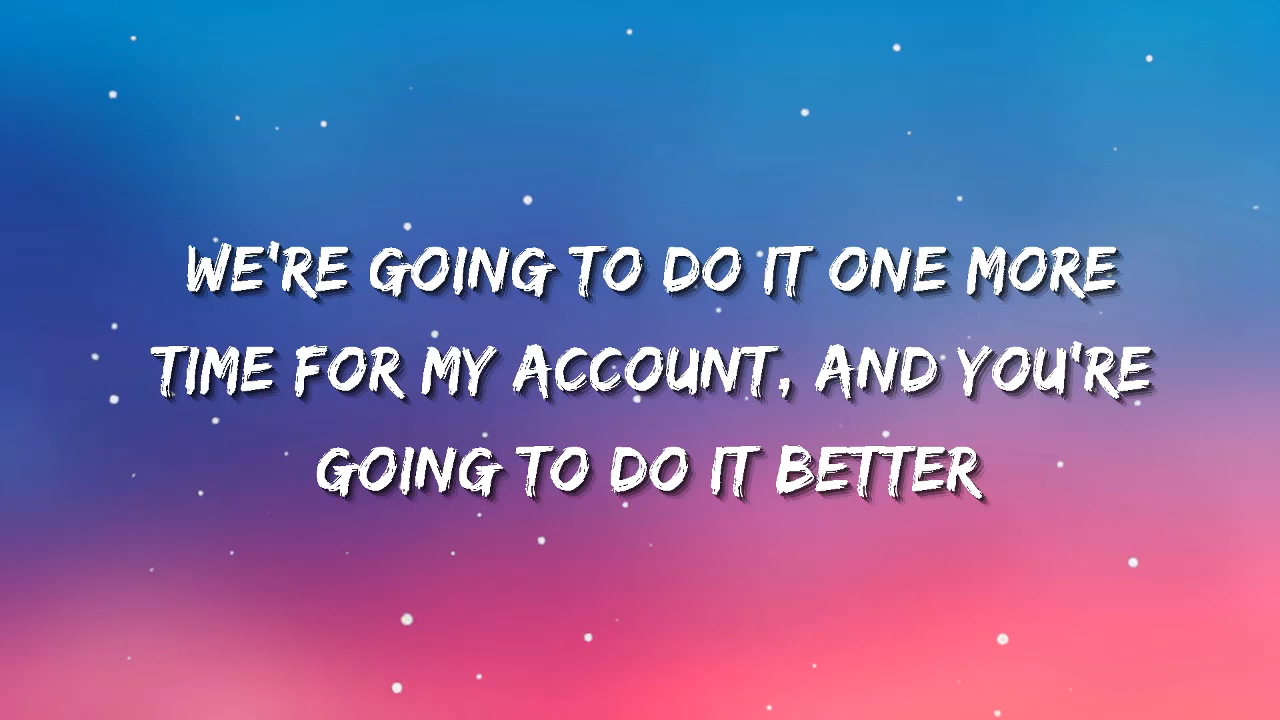 WE'RE GOING TO DO IT ONE MORE
TIME FOR MY ACCOUNT, AND YOU'RE
GOING TO DO IT BETTER